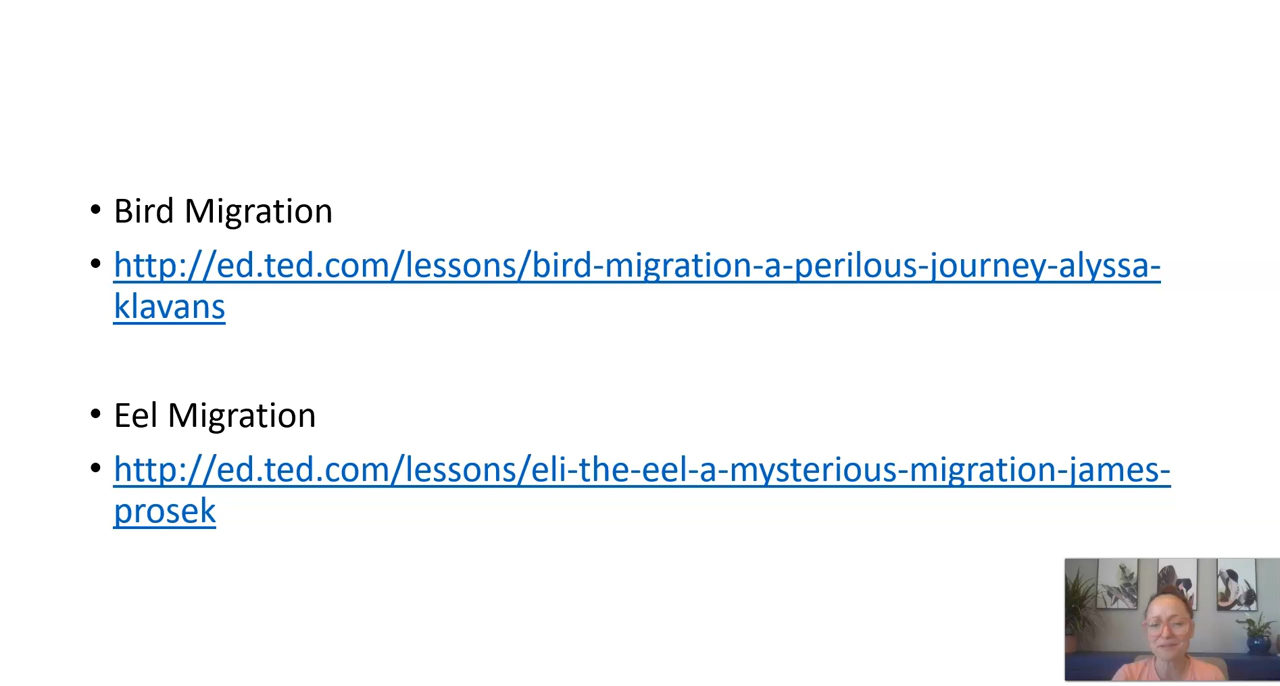 • Bird Migration
• http://ed.ted.com/lessons/bird-migration-a-perilous-journey-alyssa-
klavans
• Eel Migration
• http://ed.ted.com/lessons/eli-the-eel-a-mysterious-migration-james-
prosek